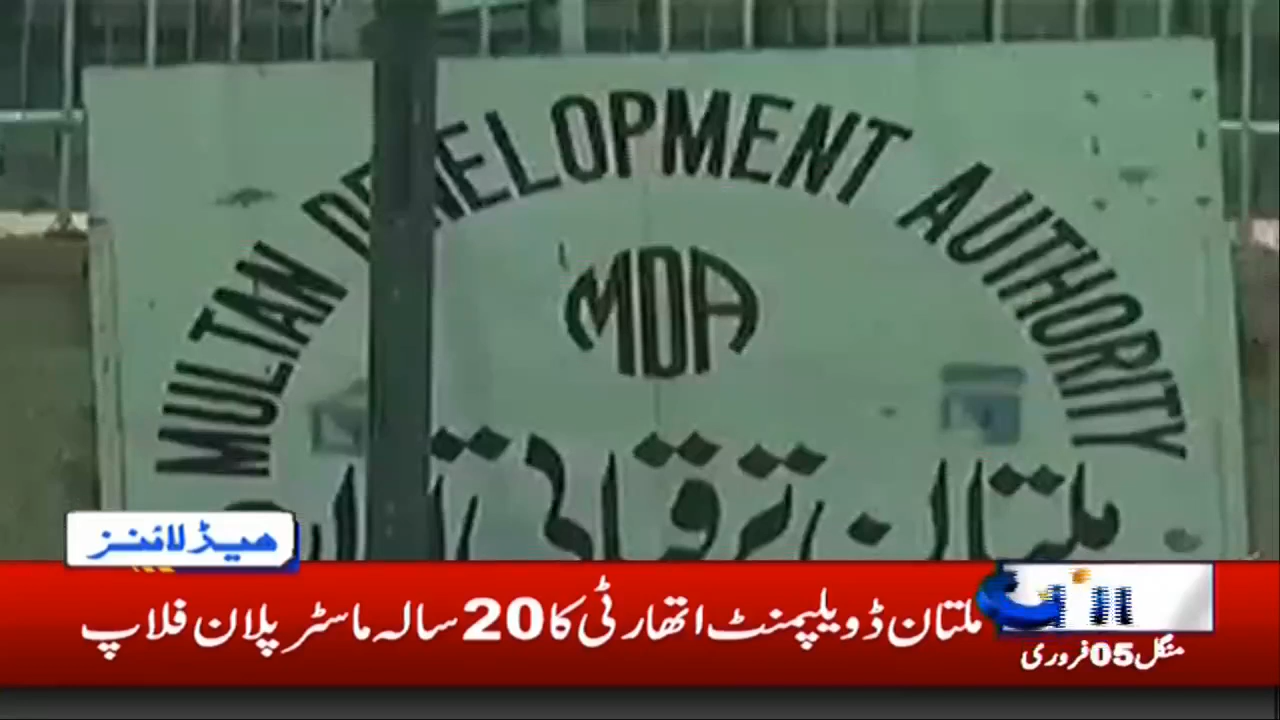 MULTAN DEVELOPMENT AUTHORITY
MDA
ملتان ترقیاتی
ہیڈ لائنز
ملتان ڈویلپمنٹ اتھارٹی کا 20 سالہ ماسٹر پلان فلاپ
منگل 05 فروری